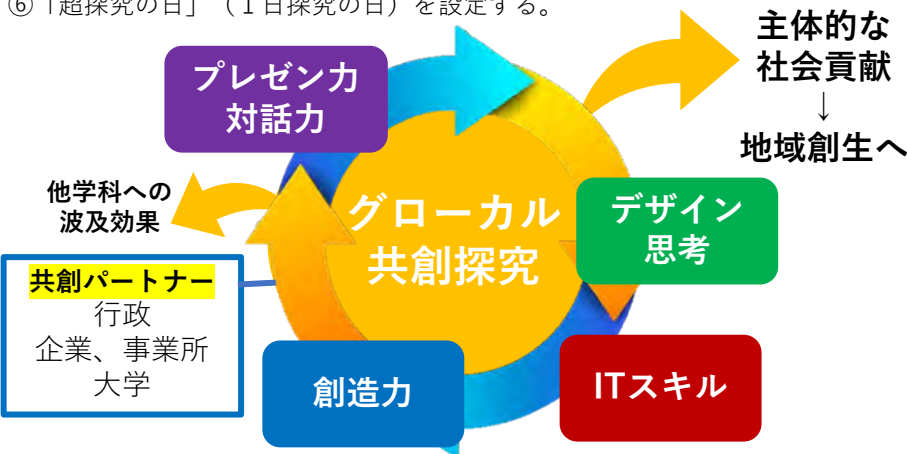 ⑥「超探究の日」（１日探究の日）を設定する。
主体的な
社会貢献
↓
地域創生へ
プレゼン力
対話力
他学科への
波及効果
グローカル
共創探究
デザイン
思考
共創パートナー
行政
企業、事業所
大学
創造力
ITスキル